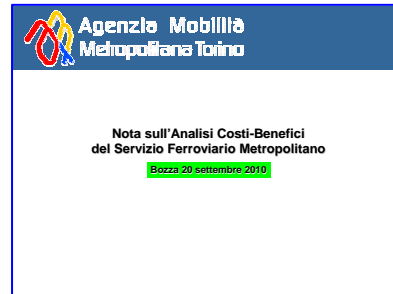 Agenzia Mobilità
Metropolitana Torino
Nota sull'Analisi Costi-Benefici
del Servizio Ferroviario Metropolitano
Bozza 20 settembre 2010